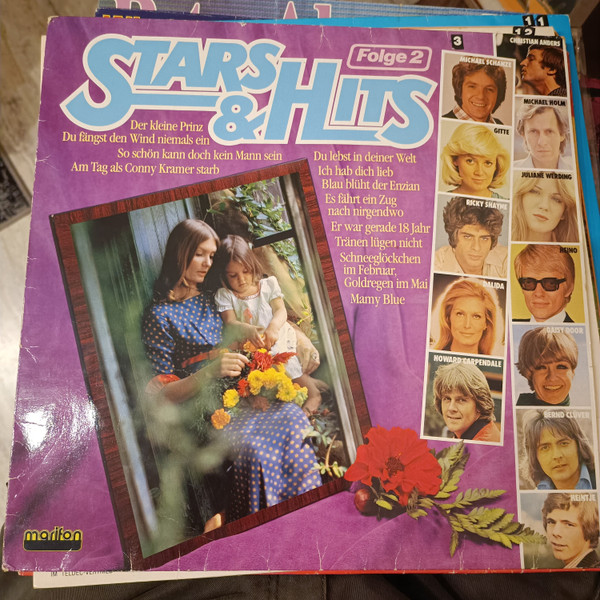 11
12
STARS
& HITS
Folge 2
3
Der kleine Prinz
Du fängst den Wind niemals ein
So schön kann doch kein Mann sein
Am Tag als Conny Kramer starb
Du lebst in deiner Welt
Ich hab dich lieb
Blau blüht der Enzian
Es fährt ein Zug
nach nirgendwo
Er war gerade 18 Jahr
Tränen lügen nicht
Schneeglöckchen
im Februar,
Goldregen im Mai
Mamy Blue
MICHAEL SCHANZE
GITTE
RICKY SHAYNE
DALIDA
HOWARD CARPENDALE
CHRISTIAN ANDERS
MICHAEL HOLM
JULIANE WERDING
HEINO
DAISY DOOR
BERND CLÜVER
HEINTJE
marifon